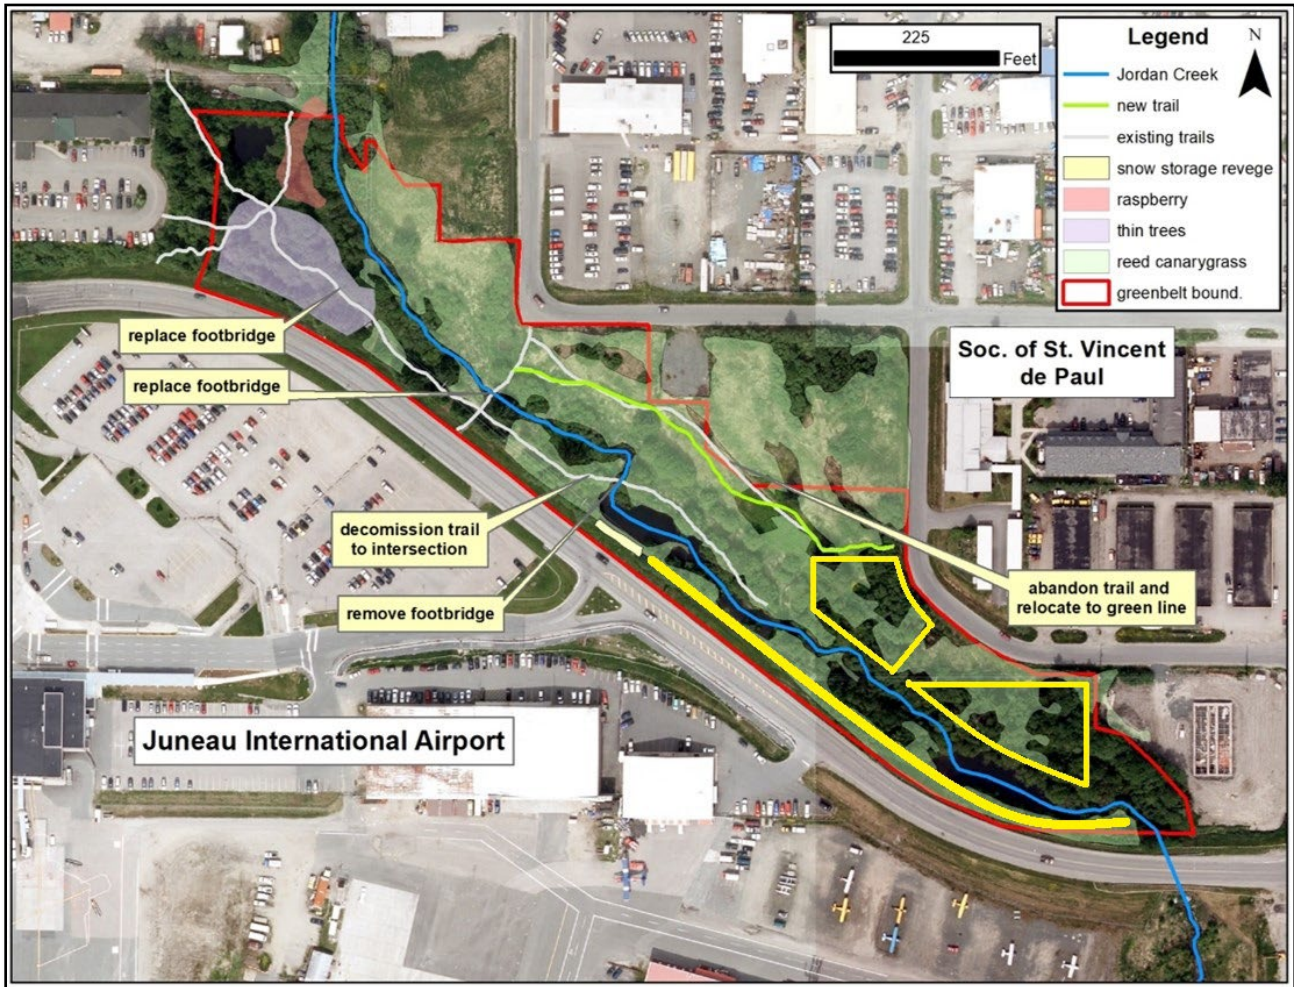 225
Feet
Legend
N
Jordan Creek
new trail
existing trails
snow storage revege
raspberry
thin trees
reed canarygrass
greenbelt bound.
replace footbridge
replace footbridge
Soc. of St. Vincent
de Paul
decomission trail
to intersection
remove footbridge
abandon trail and
relocate to green line
Juneau International Airport